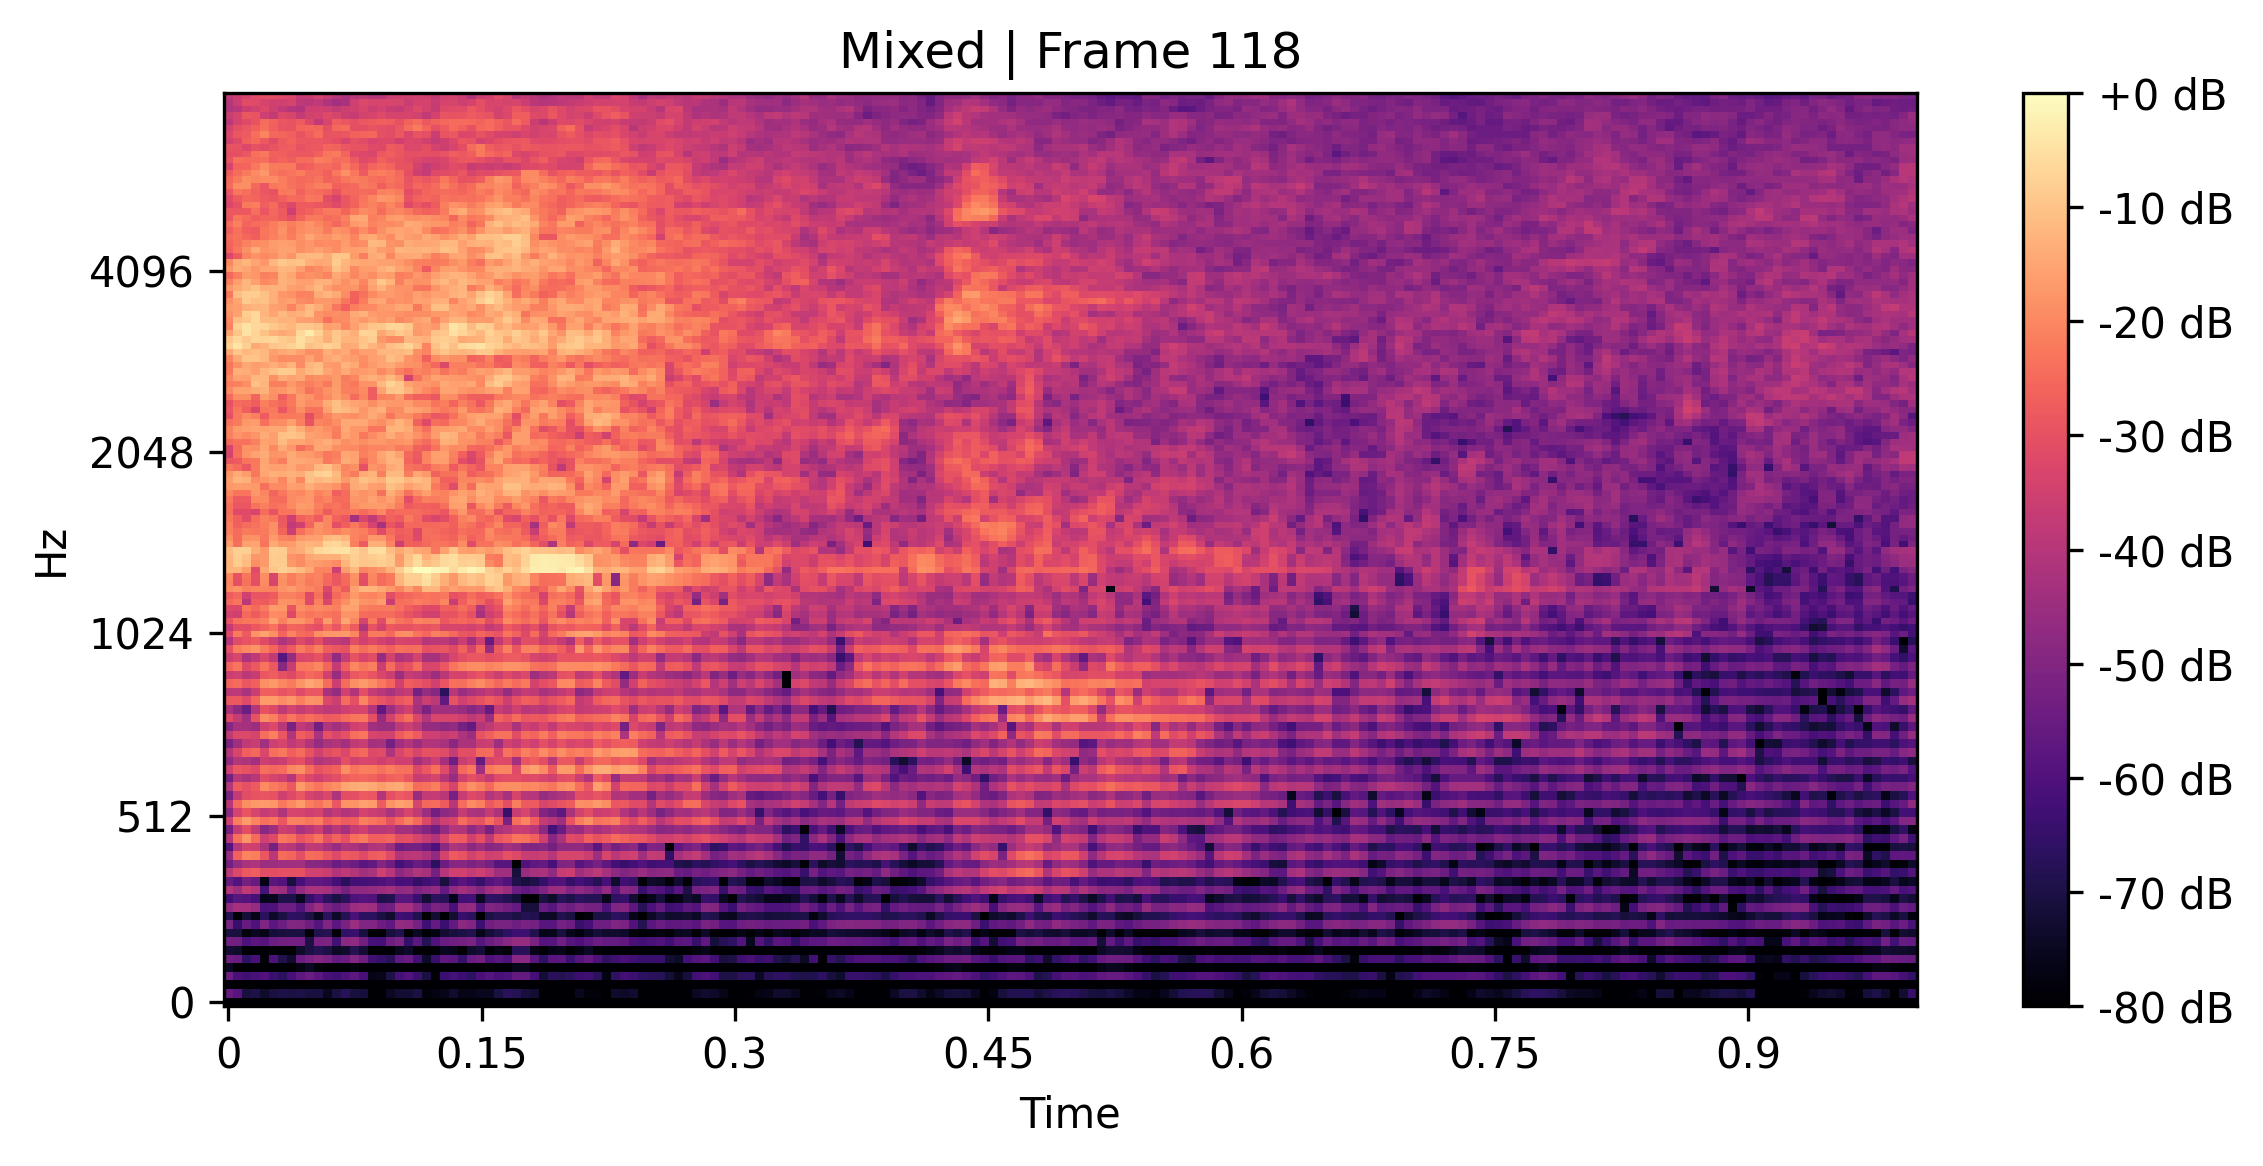 Mixed | Frame 118
Hz
4096
2048
1024
512
0
0 0.15 0.3 0.45 0.6 0.75 0.9
Time
+0 dB
-10 dB
-20 dB
-30 dB
-40 dB
-50 dB
-60 dB
-70 dB
-80 dB